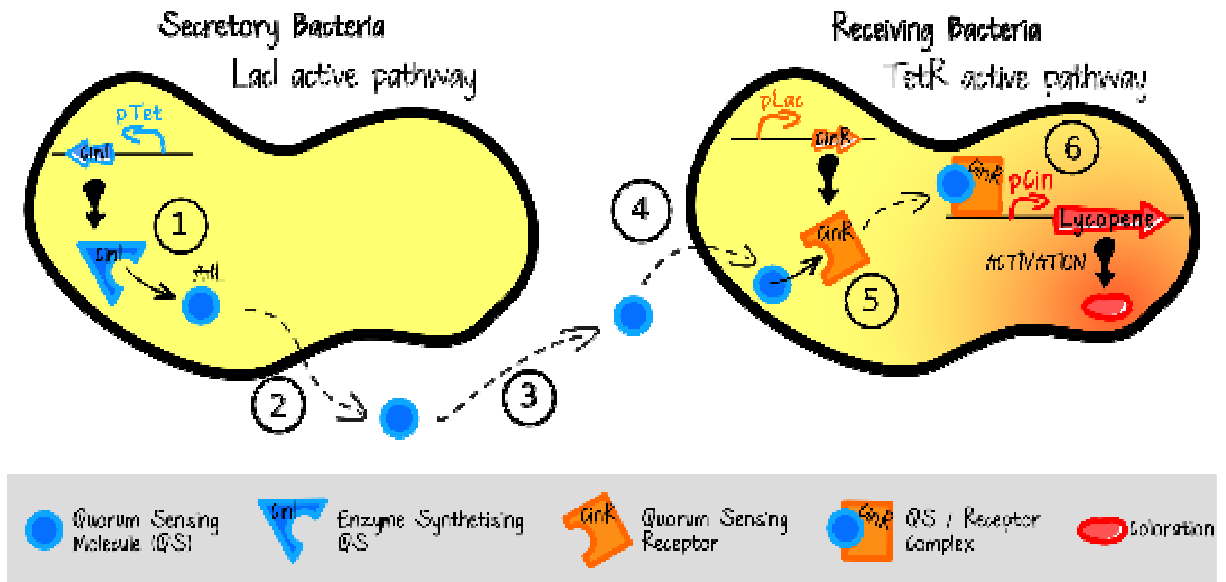 Secretory Bacteria
LacI active pathway
Receiving Bacteria
TetR active pathway
pTet
CinI
CinI
1
AHL
2
3
4
pLac
CinR
CinR
5
CinR
pCin
6
Lycopene
ACTIVATION
Quorum Sensing
Molecule (QS)
CinI
Enzyme Synthetising
QS
CinR
Quorum Sensing
Receptor
CinR
QS / Receptor
Complex
Coloration